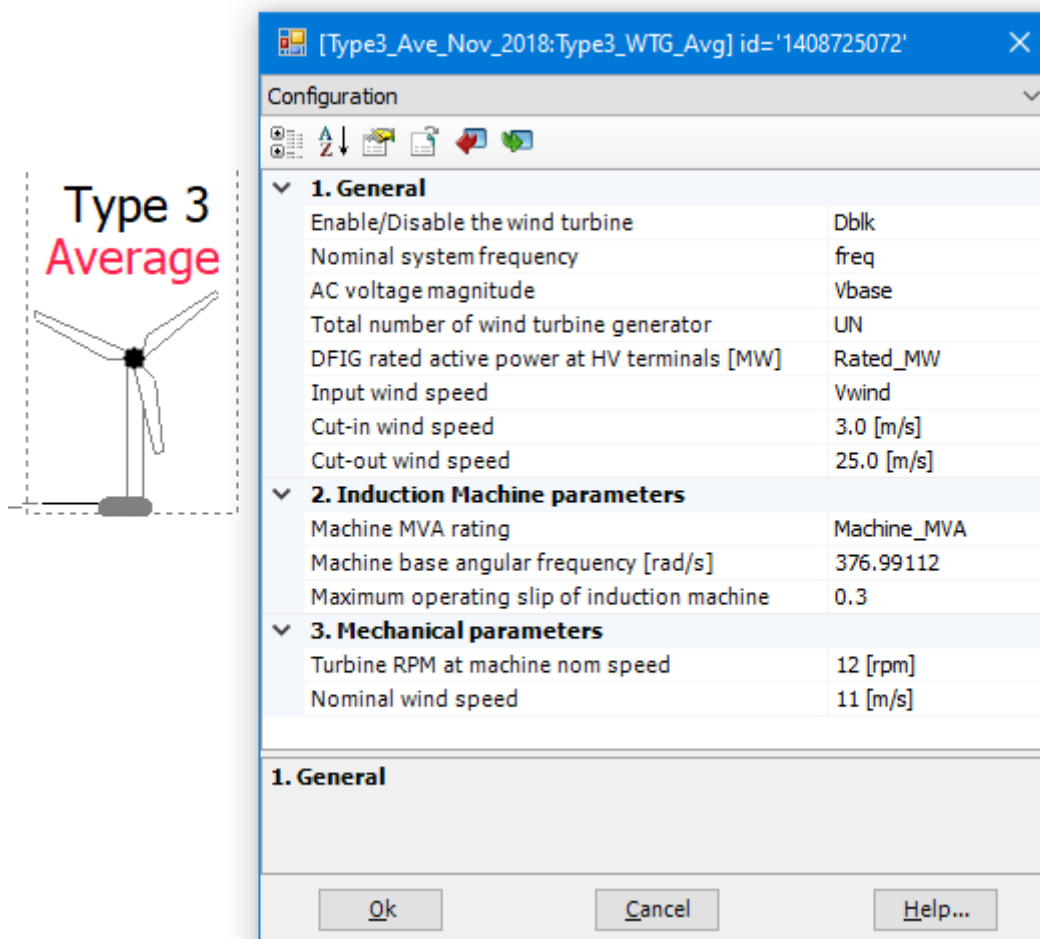 Type 3
Average
[Type3_Ave_Nov_2018:Type3_WTG_Avg] id='1408725072'
Configuration
1. General
Enable/Disable the wind turbine Dblk
Nominal system frequency freq
AC voltage magnitude Vbase
Total number of wind turbine generator UN
DFIG rated active power at HV terminals [MW] Rated_MW
Input wind speed Vwind
Cut-in wind speed 3.0 [m/s]
Cut-out wind speed 25.0 [m/s]
2. Induction Machine parameters
Machine MVA rating Machine_MVA
Machine base angular frequency [rad/s] 376.99112
Maximum operating slip of induction machine 0.3
3. Mechanical parameters
Turbine RPM at machine nom speed 12 [rpm]
Nominal wind speed 11 [m/s]
1. General
Ok Cancel Help...